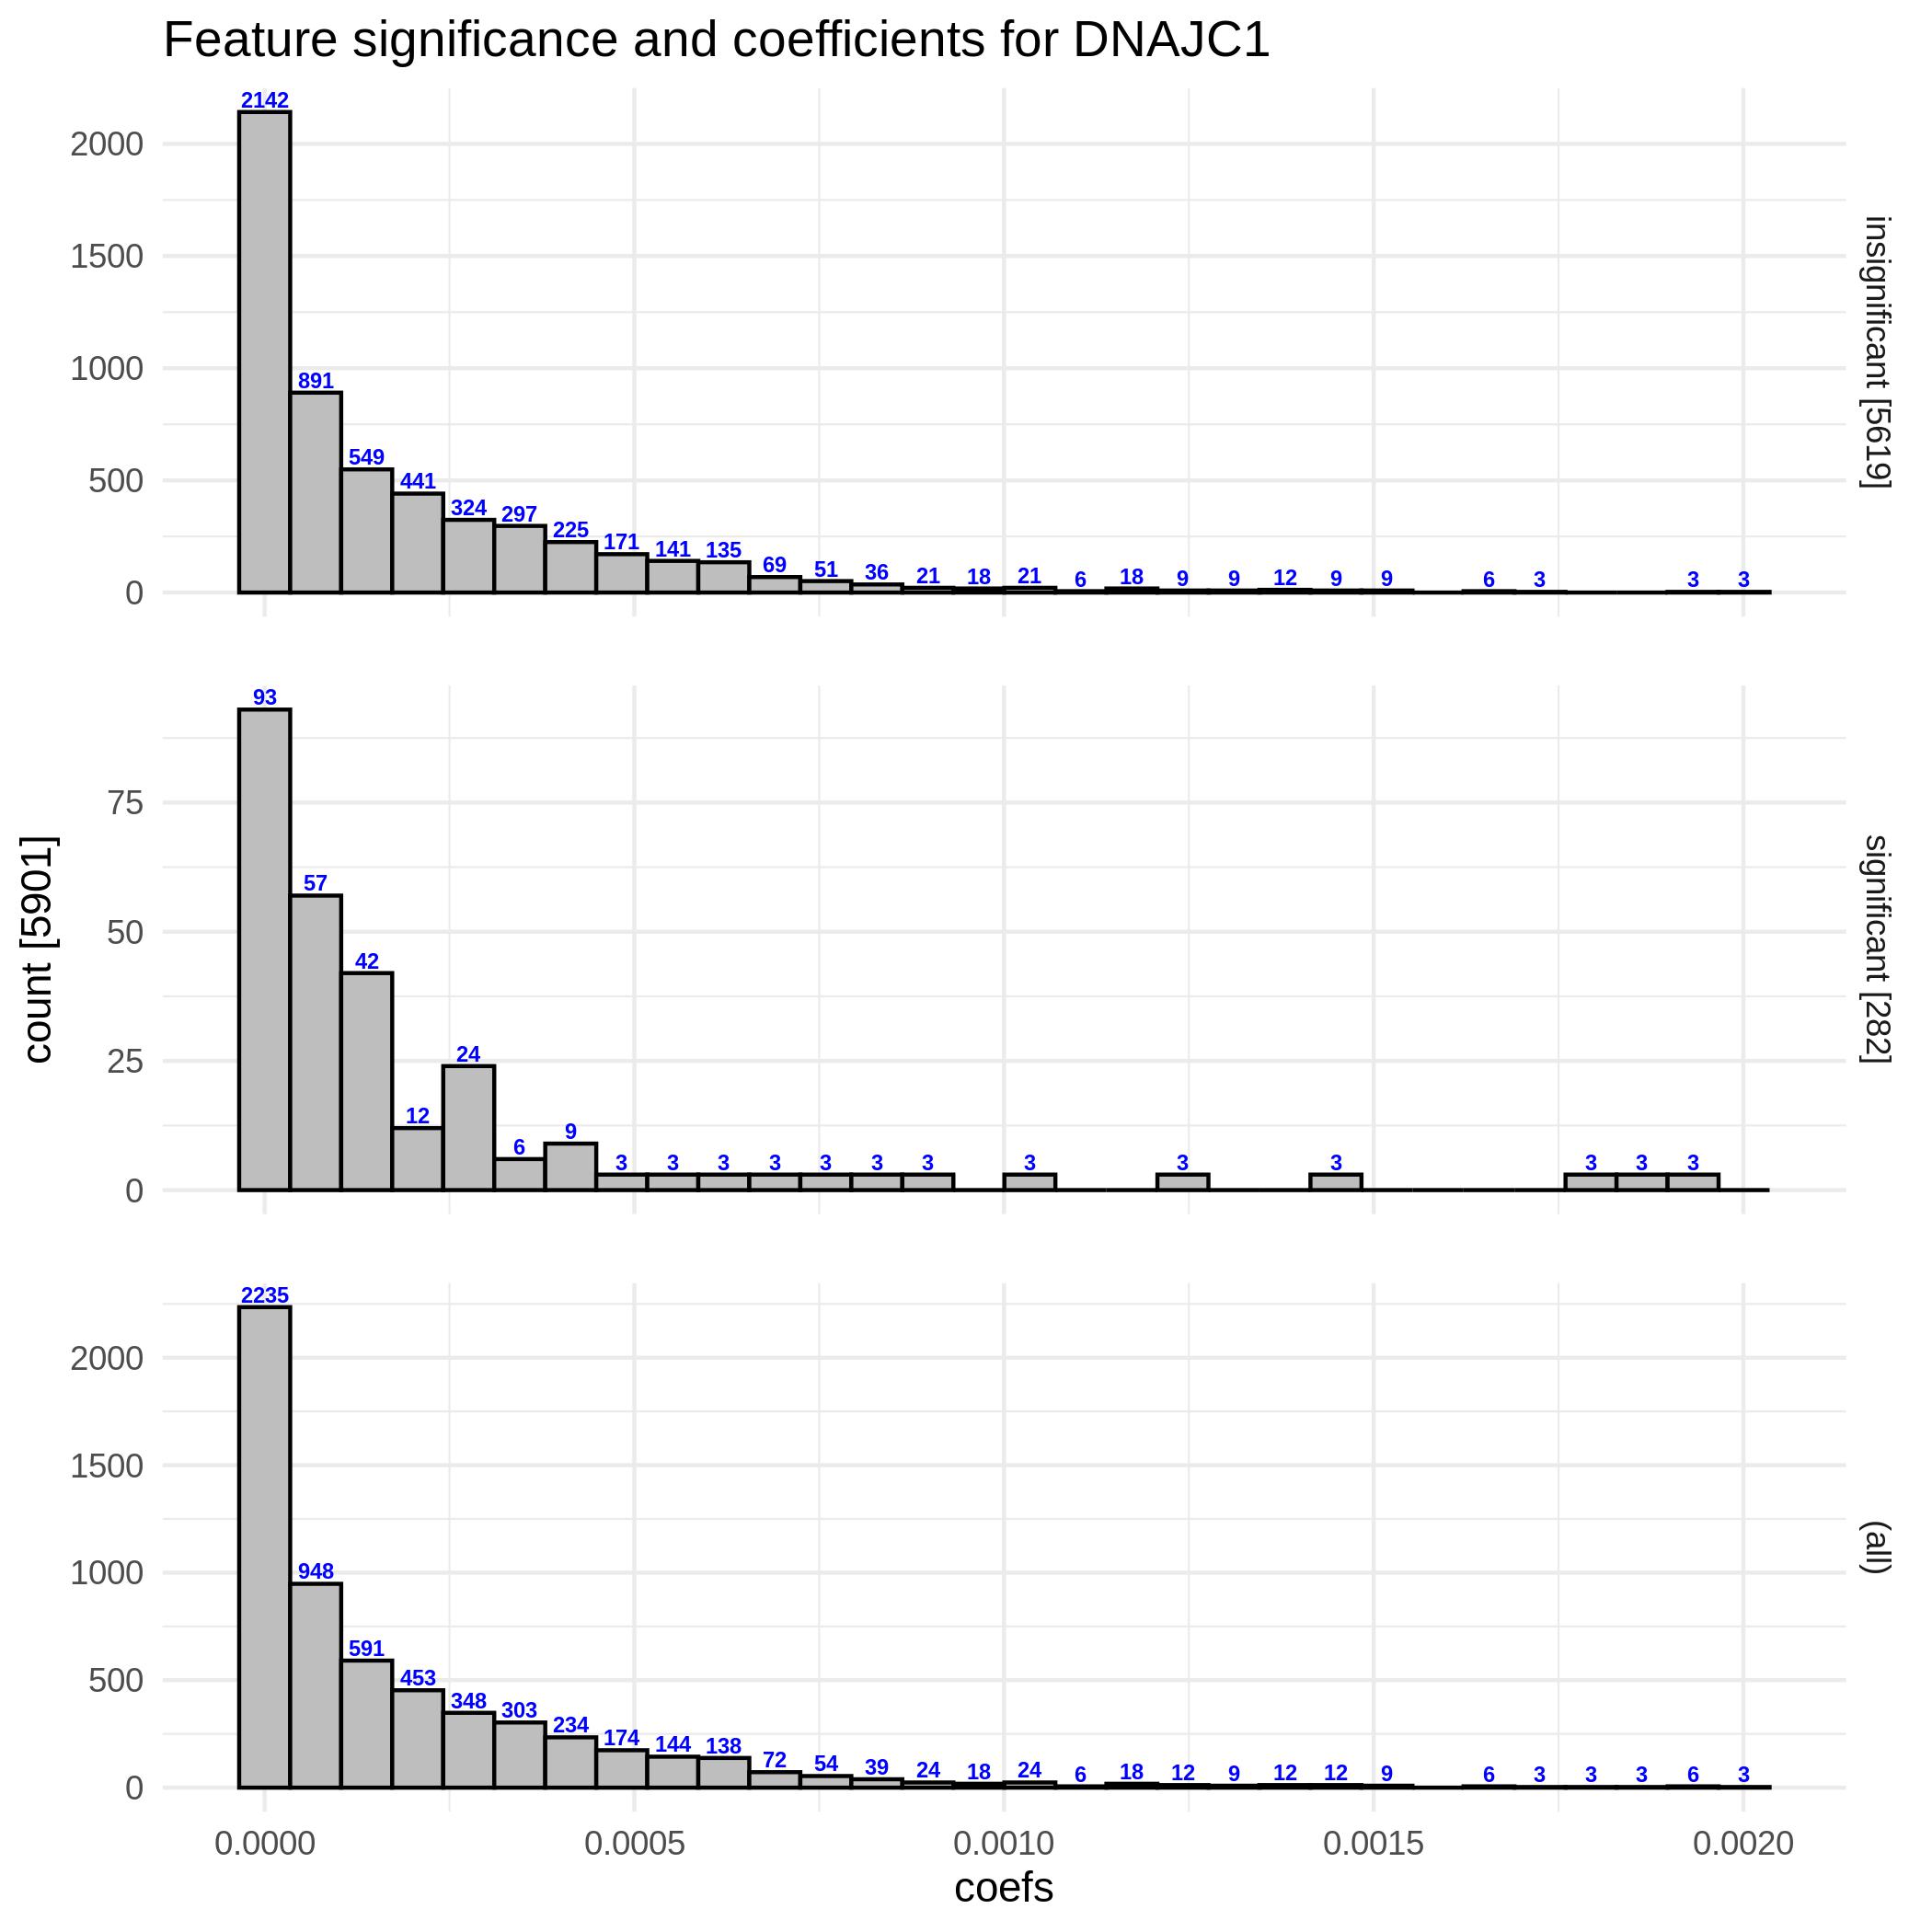 Feature significance and coefficients for DNAJC1
2142
2000
1500
1000
891
549
500
441
324 297
225
171 141 135
69 51 36 21 18 21 6 18 9 9 12 9 9 6 3 3 3
0
insignificant [5619]
93
75
57
50
42
25
24
12
6
9
3 3 3 3 3 3 3 3 3 3 3 3 3
0
significant [282]
count [5901]
2235
2000
1500
1000
948
591
500
453
348 303
234
174 144 138
72 54 39 24 18 24 6 18 12 9 12 12 9 6 3 3 3 6 3
0
(all)
0.0000 0.0005 0.0010 0.0015 0.0020
coefs